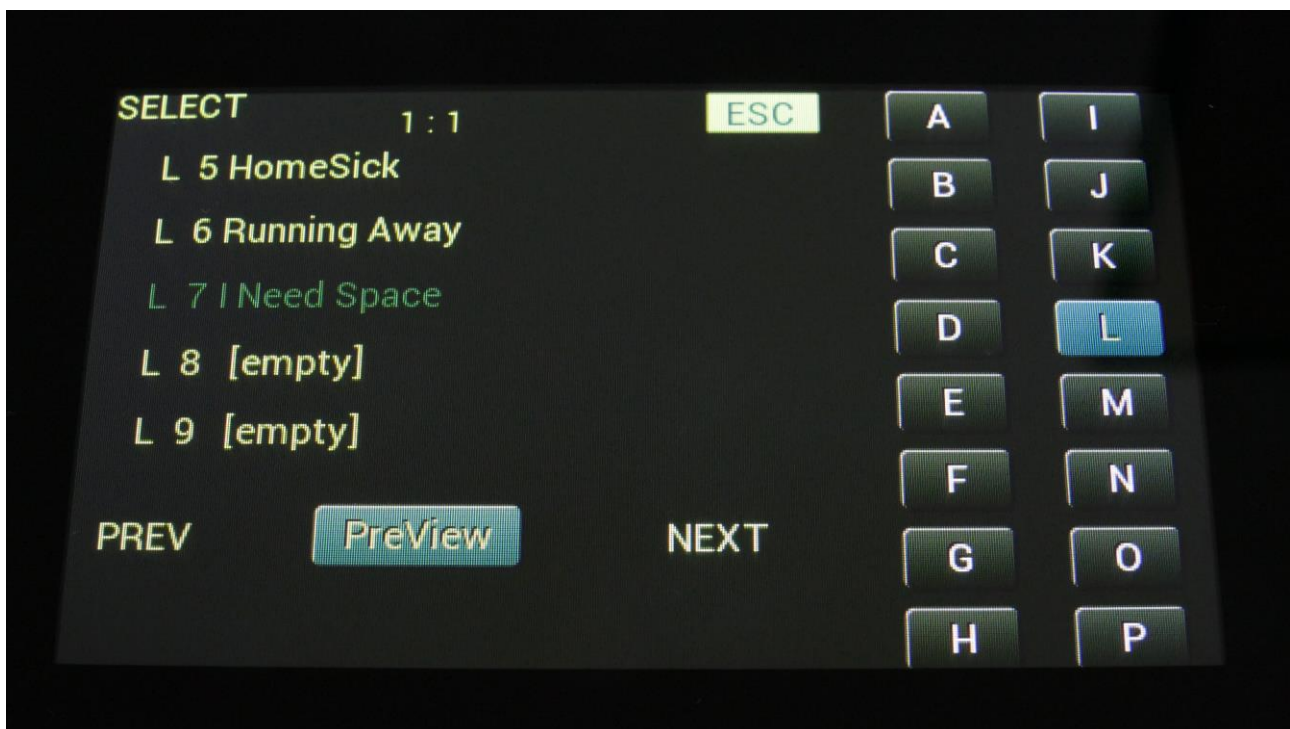 SELECT 1 : 1 ESC
L 5 HomeSick
L 6 Running Away
L 7 I Need Space
L 8 [empty]
L 9 [empty]
PREV PreView NEXT
A I
B J
C K
D L
E M
F N
G O
H P